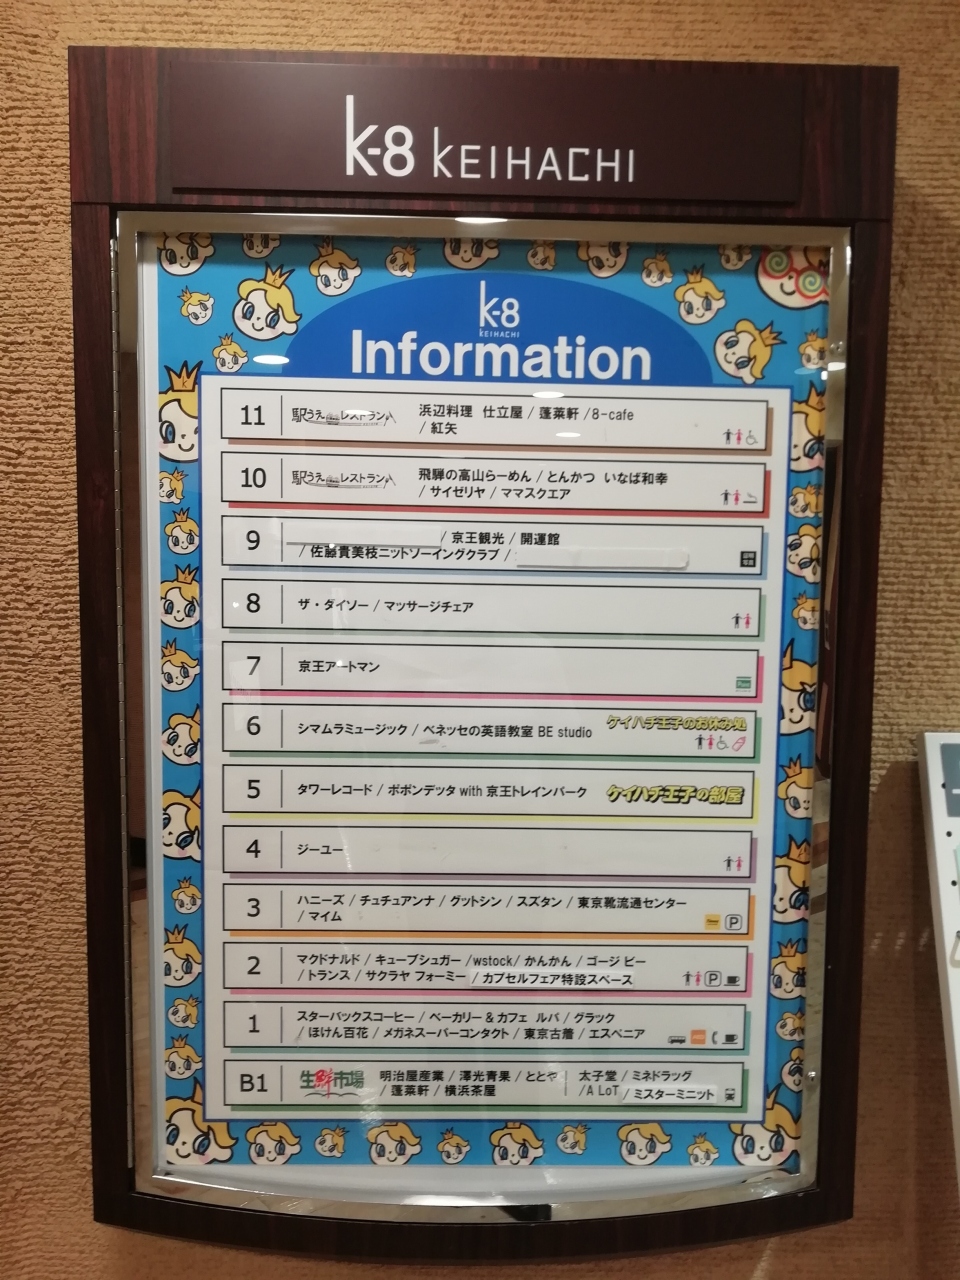 k-8 KEIHACHI
k-8
KEIHACHI
Information
11 駅うえレストラン 浜辺料理 仕立屋 / 蓬莱軒 /8-cafe
/ 紅矢
10 駅うえレストラン 飛騨の高山らーめん / とんかつ いなば和幸
/ サイゼリヤ / ママスクエア
9 / 京王観光 / 開運館
/ 佐藤貴美枝ニットソーイングクラブ /
8 ザ・ダイソー / マッサージチェア
7 京王アートマン
6 シマムラミュージック / ベネッセの英語教室 BE studio ケイハチ王子のお休み処
5 タワーレコード / ポポンデッタ with 京王トレインパーク ケイハチ王子の部屋
4 ジーユー
3 ハニーズ / チュチュアンナ / グットシン / スズタン / 東京靴流通センター
/ マイム P
2 マクドナルド / キューブシュガー /wstock/ かんかん / ゴージ ビー
/ トランス / サクラヤ フォーミー / カプセルフェア特設スペース P
1 スターバックスコーヒー / ベーカリー & カフェ ルパ / グラック
/ ほけん百花 / メガネスーパーコンタクト / 東京古着 / エスペニア
B1 生鮮市場 明治屋産業 / 澤光青果 / ととや 太子堂 / ミネドラッグ
/ 蓬莱軒 / 横浜茶屋 /A LoT / ミスターミニット